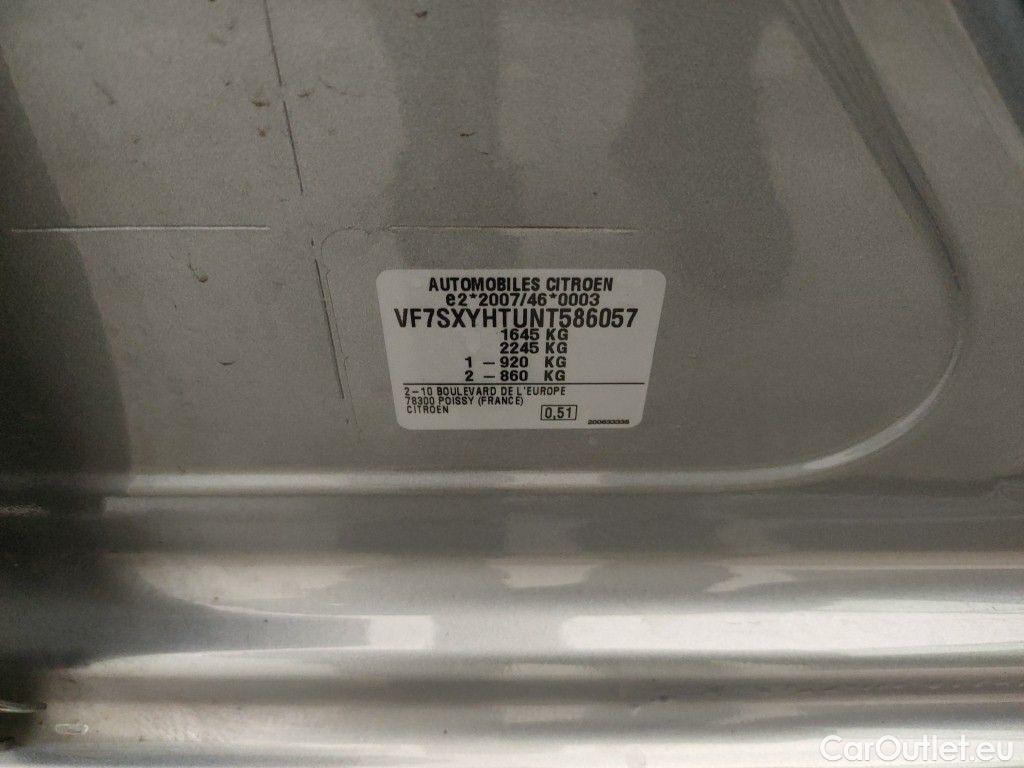 AUTOMOBILES CITROEN
e2*2007/46*0003
VF7SXYHTUNT586057
1645 KG
2245 KG
1 - 920 KG
2 - 860 KG
2-10 BOULEVARD DE L'EUROPE
78300 POISSY (FRANCE)
CITROEN
0,51
CarOutlet.eu